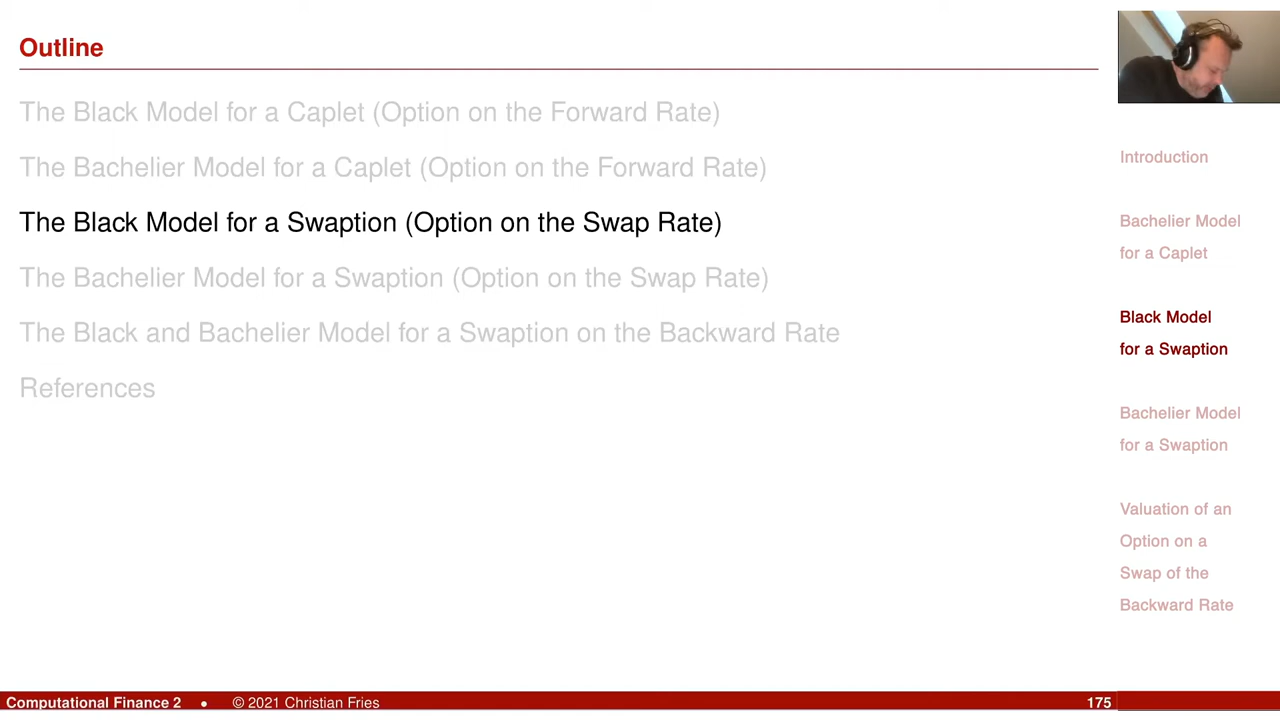 Outline
The Black Model for a Caplet (Option on the Forward Rate)
The Bachelier Model for a Caplet (Option on the Forward Rate)
The Black Model for a Swaption (Option on the Swap Rate)
The Bachelier Model for a Swaption (Option on the Swap Rate)
The Black and Bachelier Model for a Swaption on the Backward Rate
References
Introduction
Bachelier Model
for a Caplet
Black Model
for a Swaption
Bachelier Model
for a Swaption
Valuation of an
Option on a
Swap of the
Backward Rate
Computational Finance 2 • © 2021 Christian Fries 175